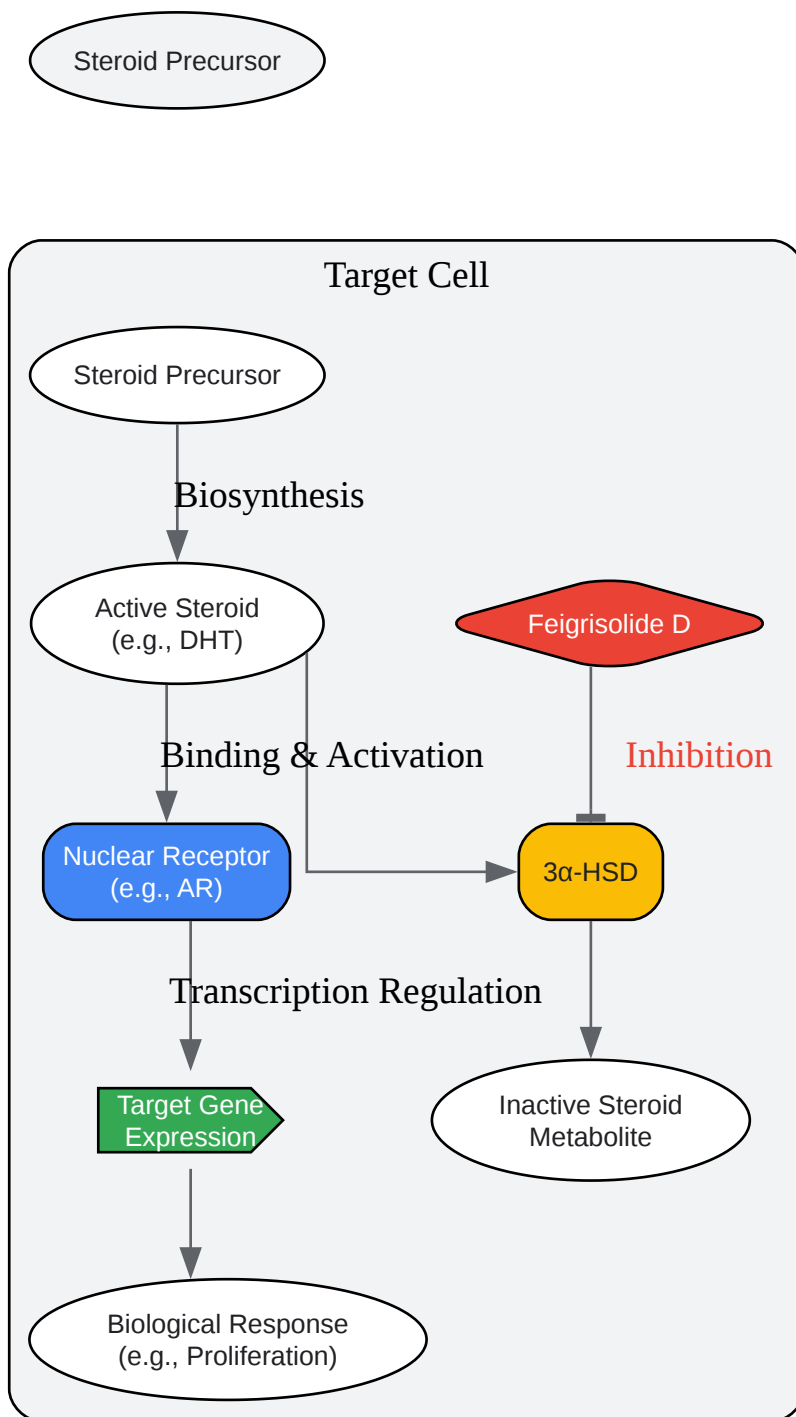 Steroid Precursor
Target Cell
Steroid Precursor
Biosynthesis
Active Steroid
(e.g., DHT)
Feigrisolide D
Binding & Activation
Inhibition
Nuclear Receptor
(e.g., AR)
3α-HSD
Transcription Regulation
Target Gene
Expression
Inactive Steroid
Metabolite
Biological Response
(e.g., Proliferation)